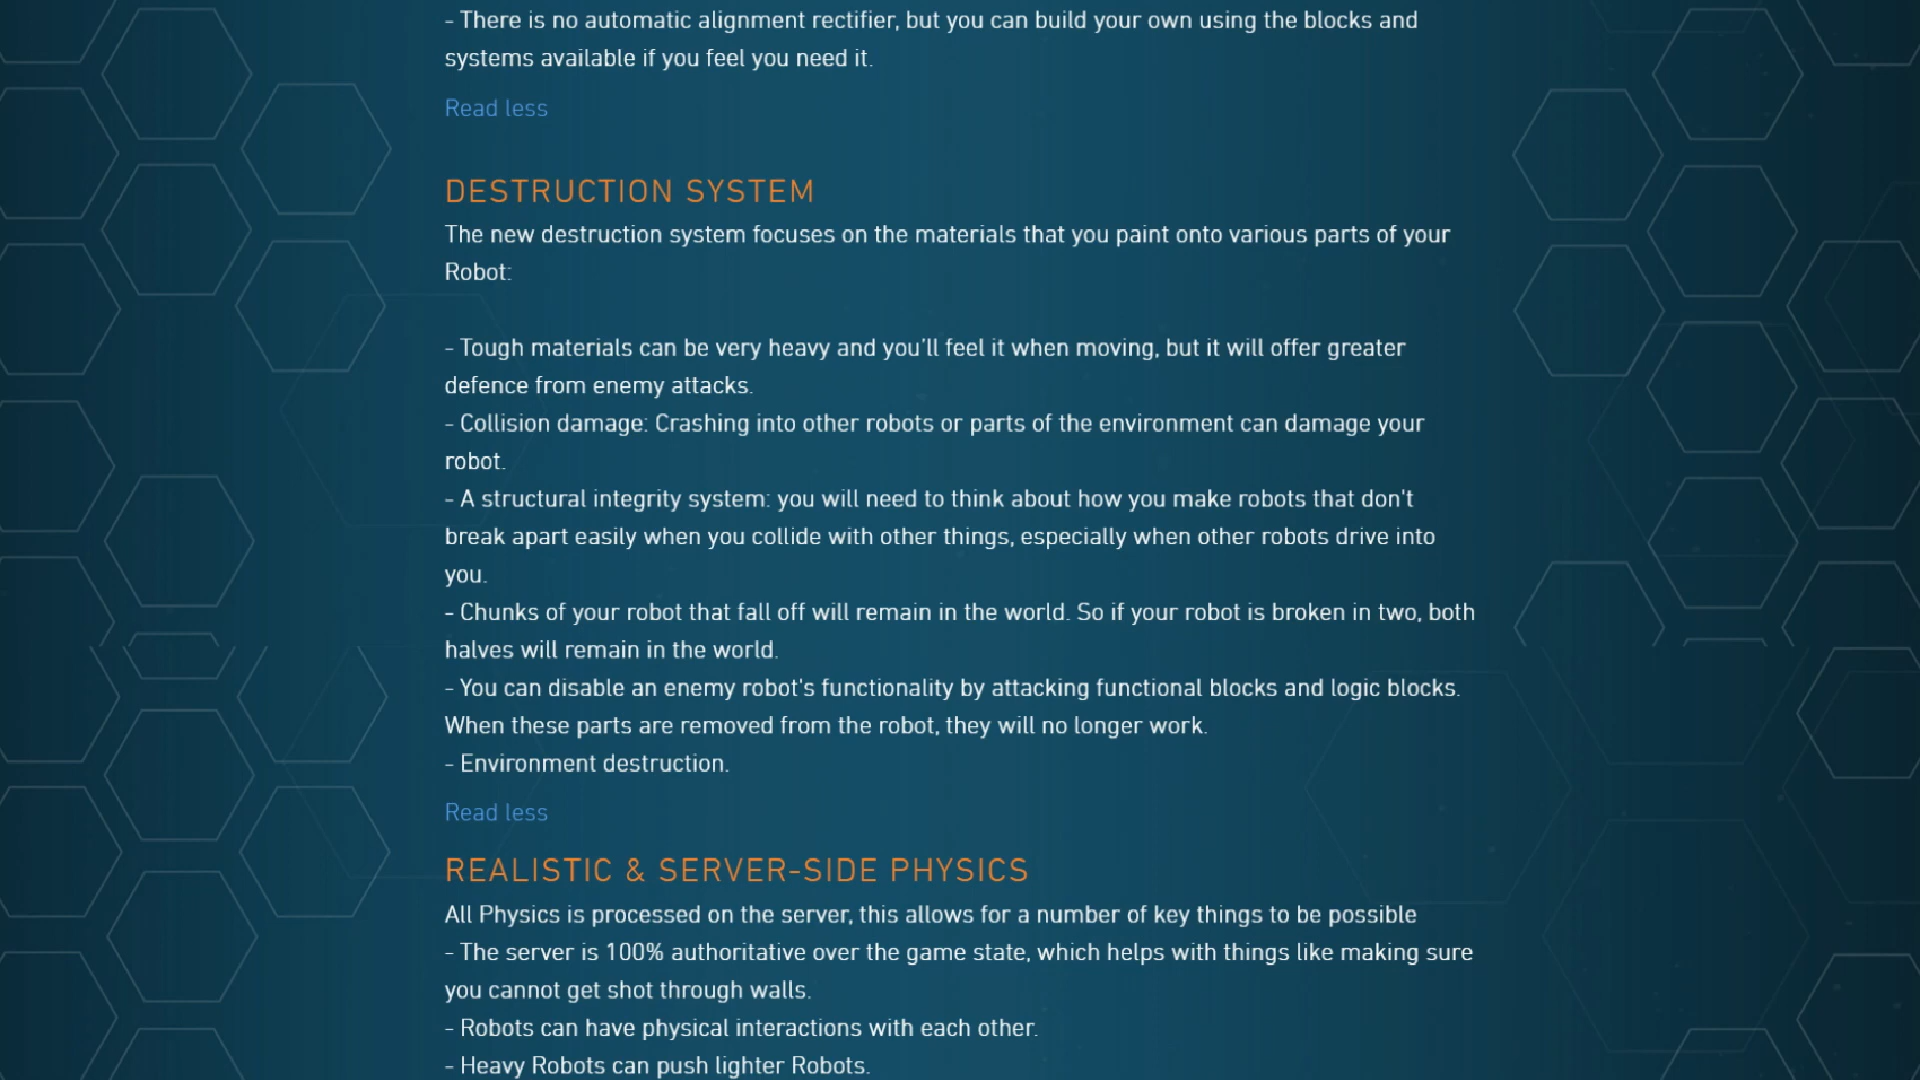 - There is no automatic alignment rectifier, but you can build your own using the blocks and
systems available if you feel you need it.
Read less
DESTRUCTION SYSTEM
The new destruction system focuses on the materials that you paint onto various parts of your
Robot:
- Tough materials can be very heavy and you'll feel it when moving, but it will offer greater
defence from enemy attacks.
- Collision damage: Crashing into other robots or parts of the environment can damage your
robot.
- A structural integrity system: you will need to think about how you make robots that don't
break apart easily when you collide with other things, especially when other robots drive into
you.
- Chunks of your robot that fall off will remain in the world. So if your robot is broken in two, both
halves will remain in the world.
- You can disable an enemy robot's functionality by attacking functional blocks and logic blocks.
When these parts are removed from the robot, they will no longer work.
- Environment destruction.
Read less
REALISTIC & SERVER-SIDE PHYSICS
All Physics is processed on the server, this allows for a number of key things to be possible
- The server is 100% authoritative over the game state, which helps with things like making sure
you cannot get shot through walls.
- Robots can have physical interactions with each other.
- Heavy Robots can push lighter Robots.